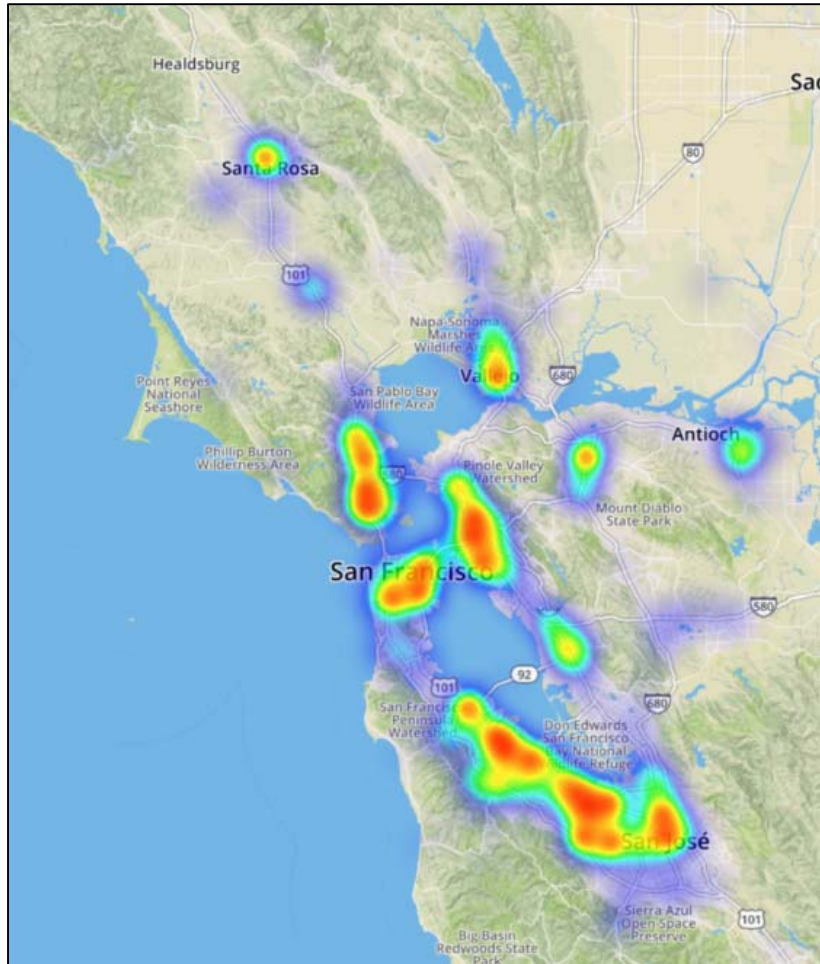 Healdsburg
Sac
80
Santa Rosa
101
Napa-Sonoma
Marshes
Wildlife Area
Vallejo
680
Point Reyes
National
Seashore
San Pablo Bay
Wildlife Area
Antioch
Phillip Burton
Wilderness Area
580
Pinole Valley
Watershed
Mount Diablo
State Park
San Francisco
580
92
101
680
San Francisco
Peninsula
Watershed
Don Edwards
San Francisco
Bay National
Wildlife Refuge
San José
Sierra Azul
Open Space
Preserve
101
Big Basin
Redwoods State
Park